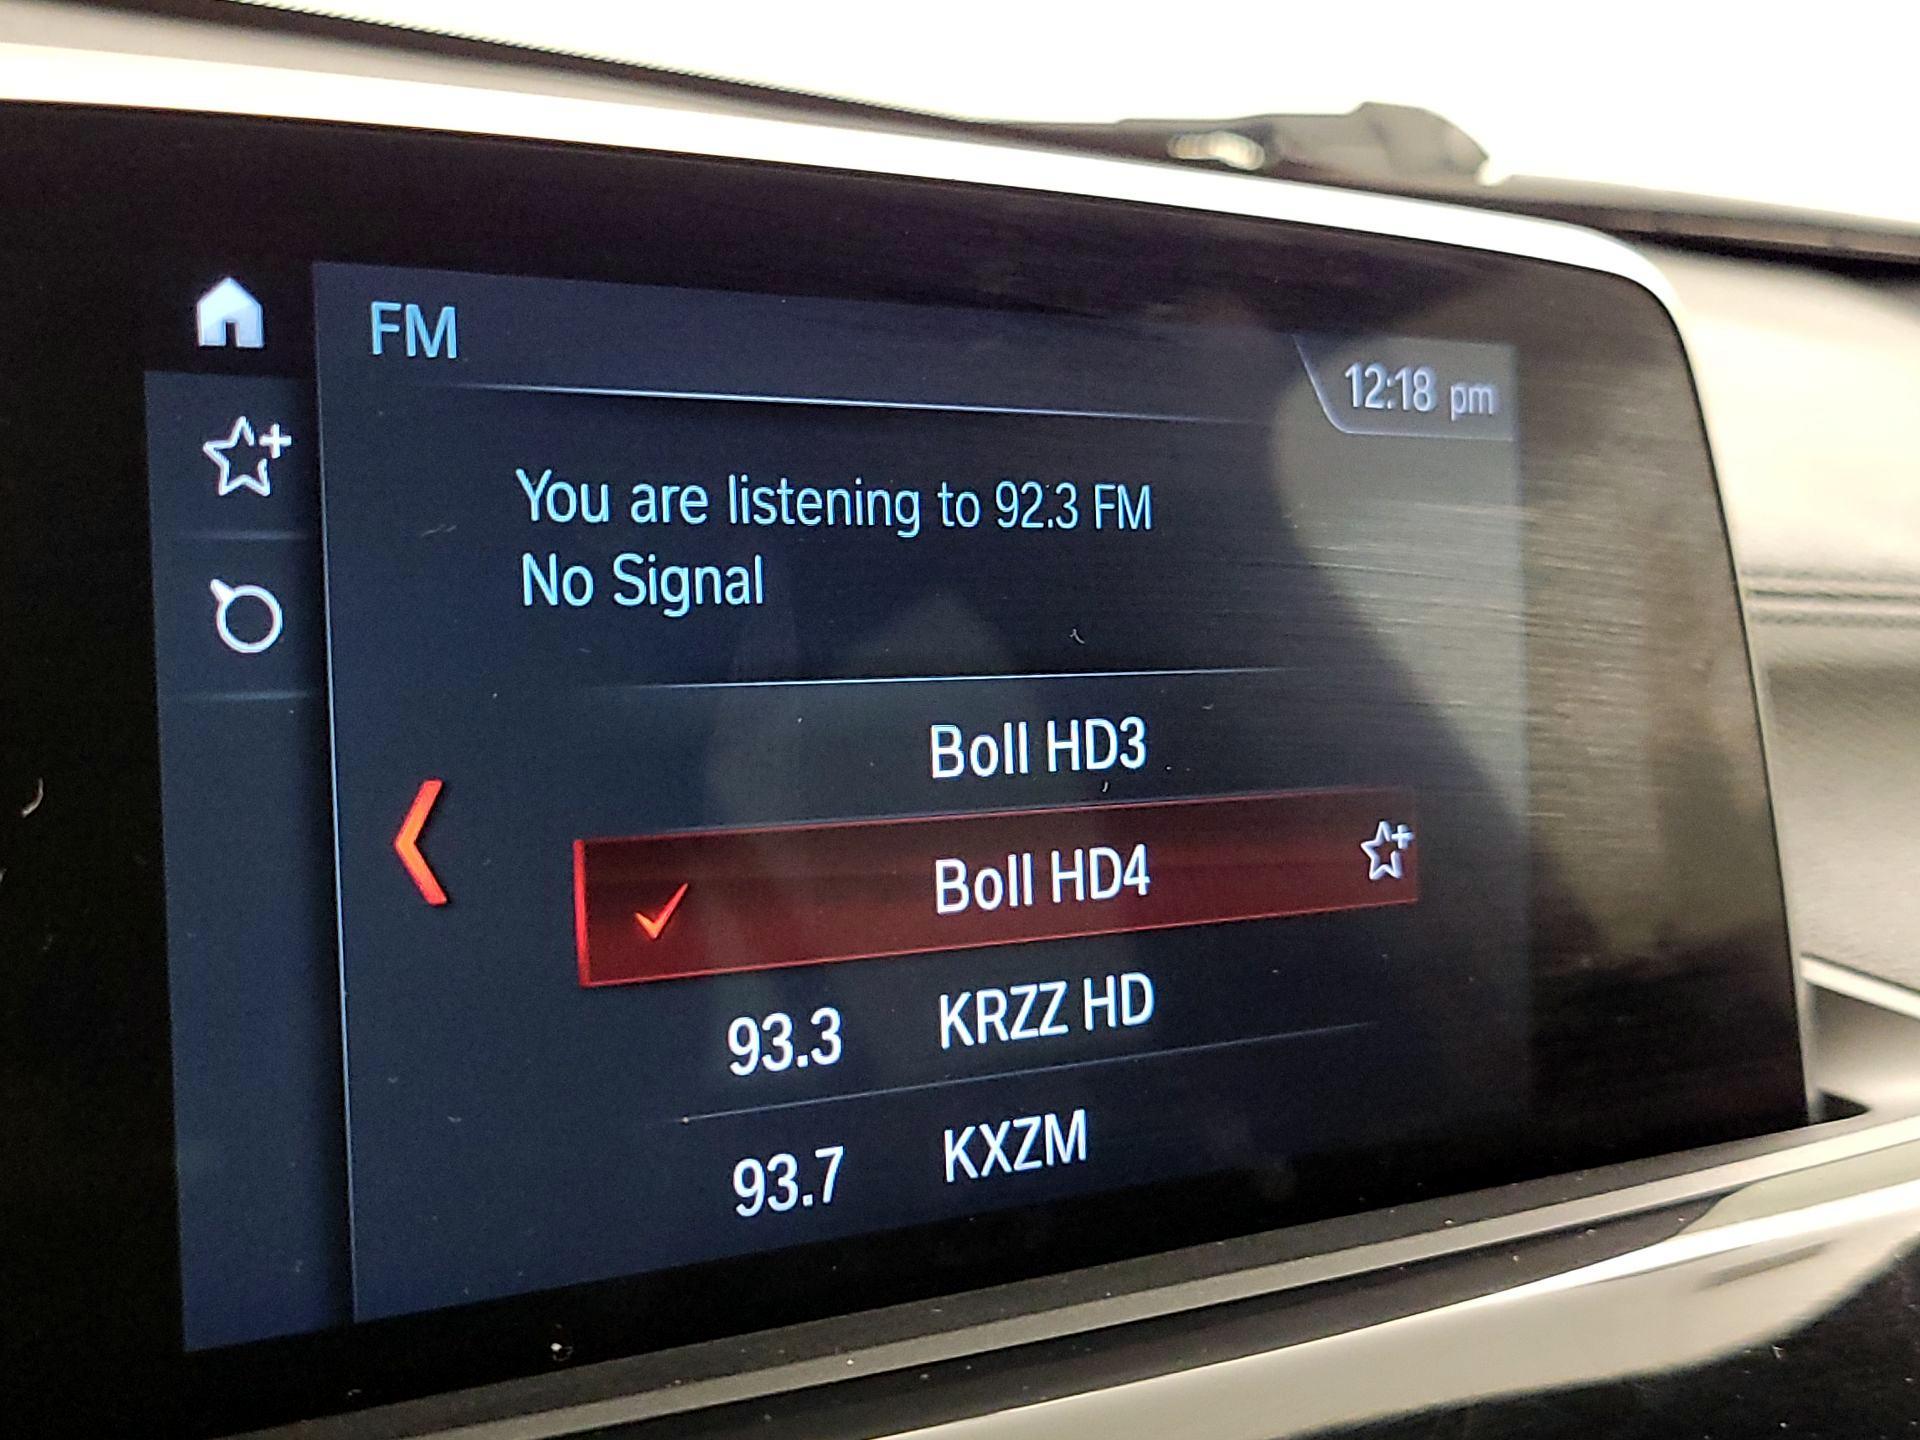 FM
12:18 pm
You are listening to 92.3 FM
No Signal
Boll HD3
Boll HD4
93.3 KRZZ HD
93.7 KXZM